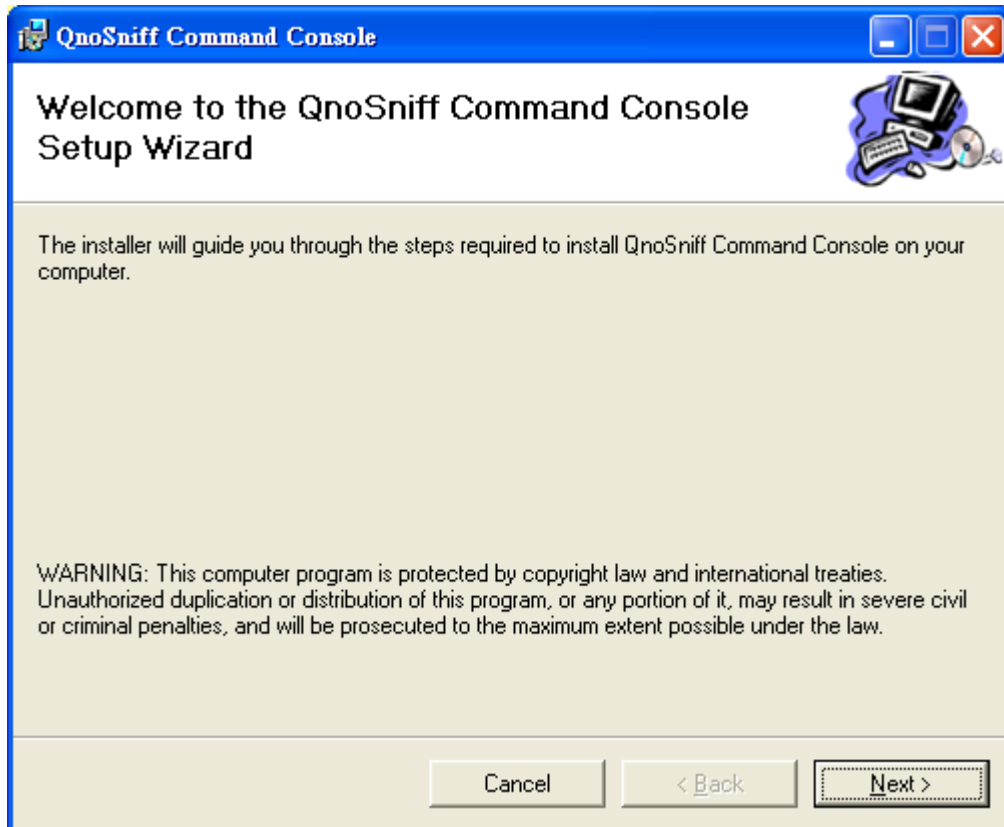 QnoSniff Command Console
Welcome to the QnoSniff Command Console
Setup Wizard
The installer will guide you through the steps required to install QnoSniff Command Console on your
computer.
WARNING: This computer program is protected by copyright law and international treaties.
Unauthorized duplication or distribution of this program, or any portion of it, may result in severe civil
or criminal penalties, and will be prosecuted to the maximum extent possible under the law.
Cancel
< Back
Next >